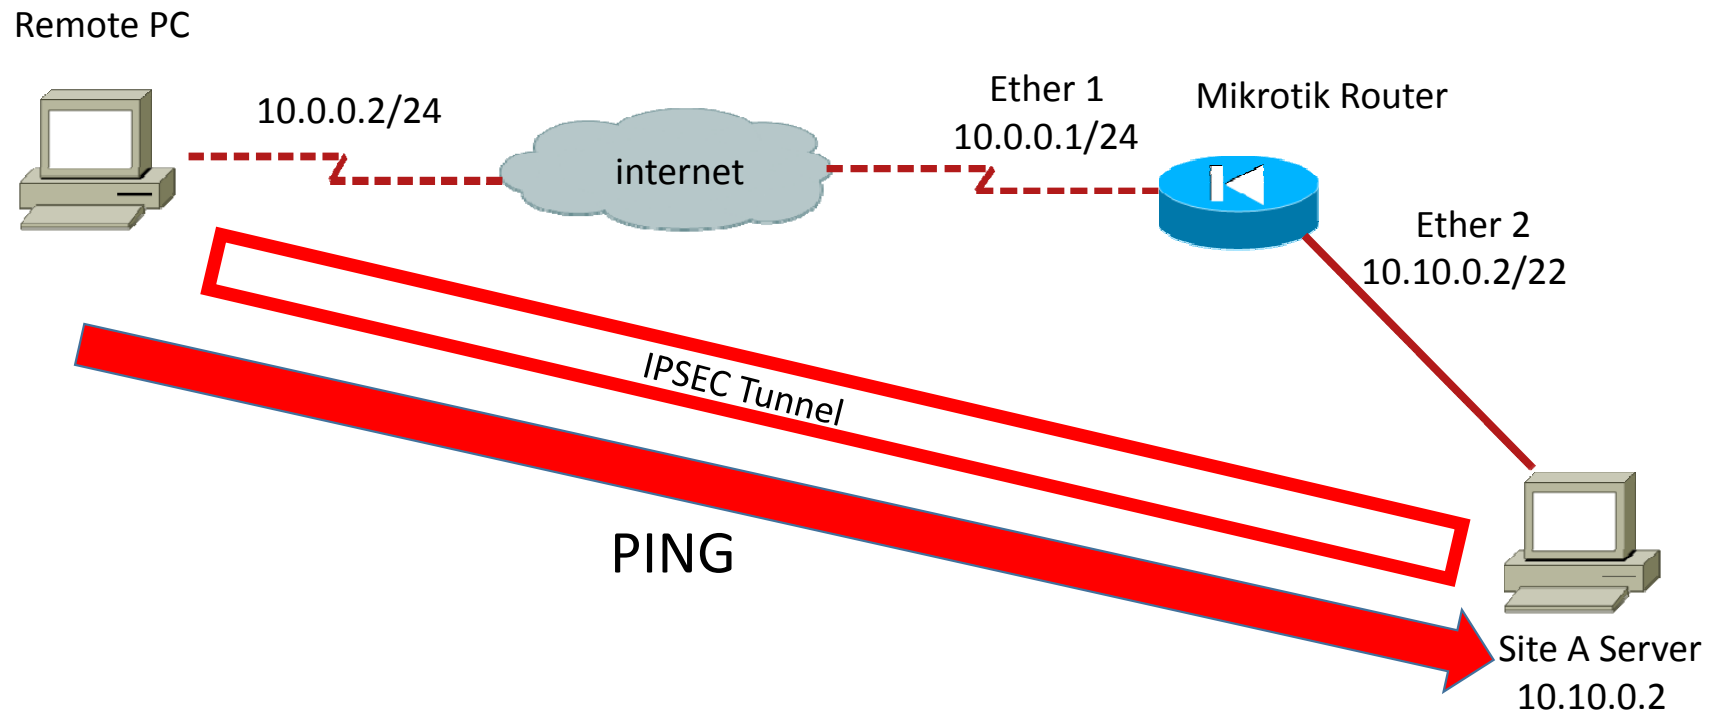 Remote PC
10.0.0.2/24
internet
Ether 1
10.0.0.1/24
Mikrotik Router
Ether 2
10.10.0.2/22
IPSEC Tunnel
PING
Site A Server
10.10.0.2